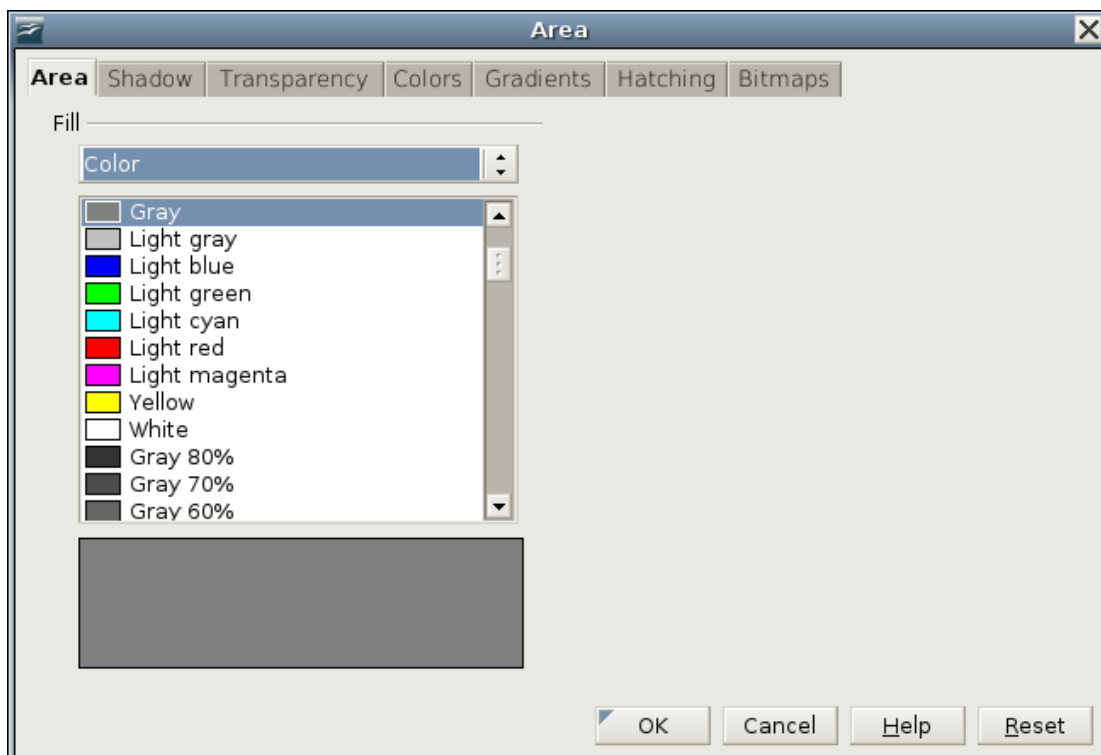 Area
Area Shadow Transparency Colors Gradients Hatching Bitmaps
Fill
Color
Gray
Light gray
Light blue
Light green
Light cyan
Light red
Light magenta
Yellow
White
Gray 80%
Gray 70%
Gray 60%
OK Cancel Help Reset